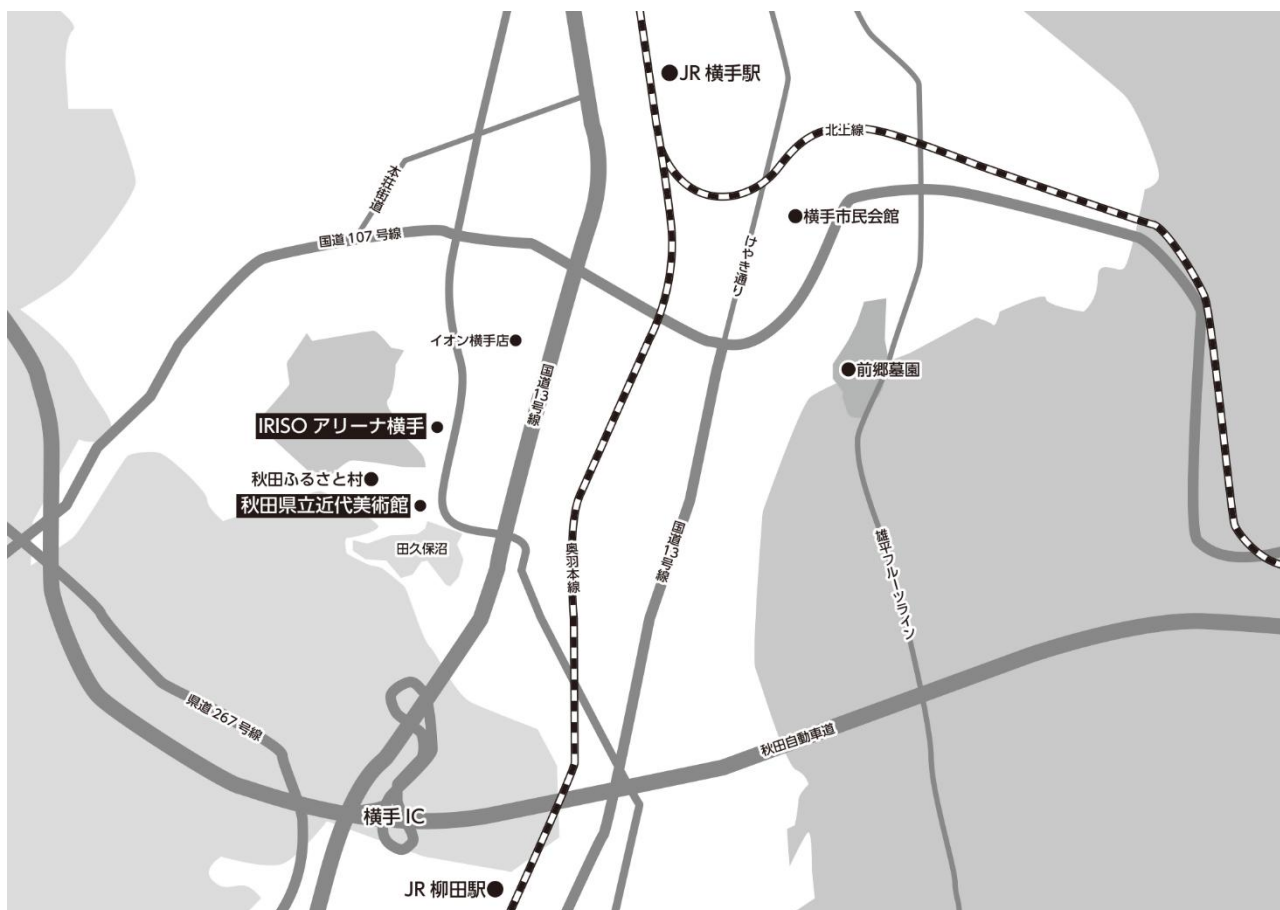 JR 横手駅
北上線
本荘街道
横手市民会館
国道 107 号線
けやき通り
イオン横手店
国道13号線
前郷墓園
IRISO アリーナ横手
秋田ふるさと村
秋田県立近代美術館
田久保沼
奥羽本線
国道13号線
雄平フルーツライン
県道 267 号線
秋田自動車道
横手 IC
JR 柳田駅